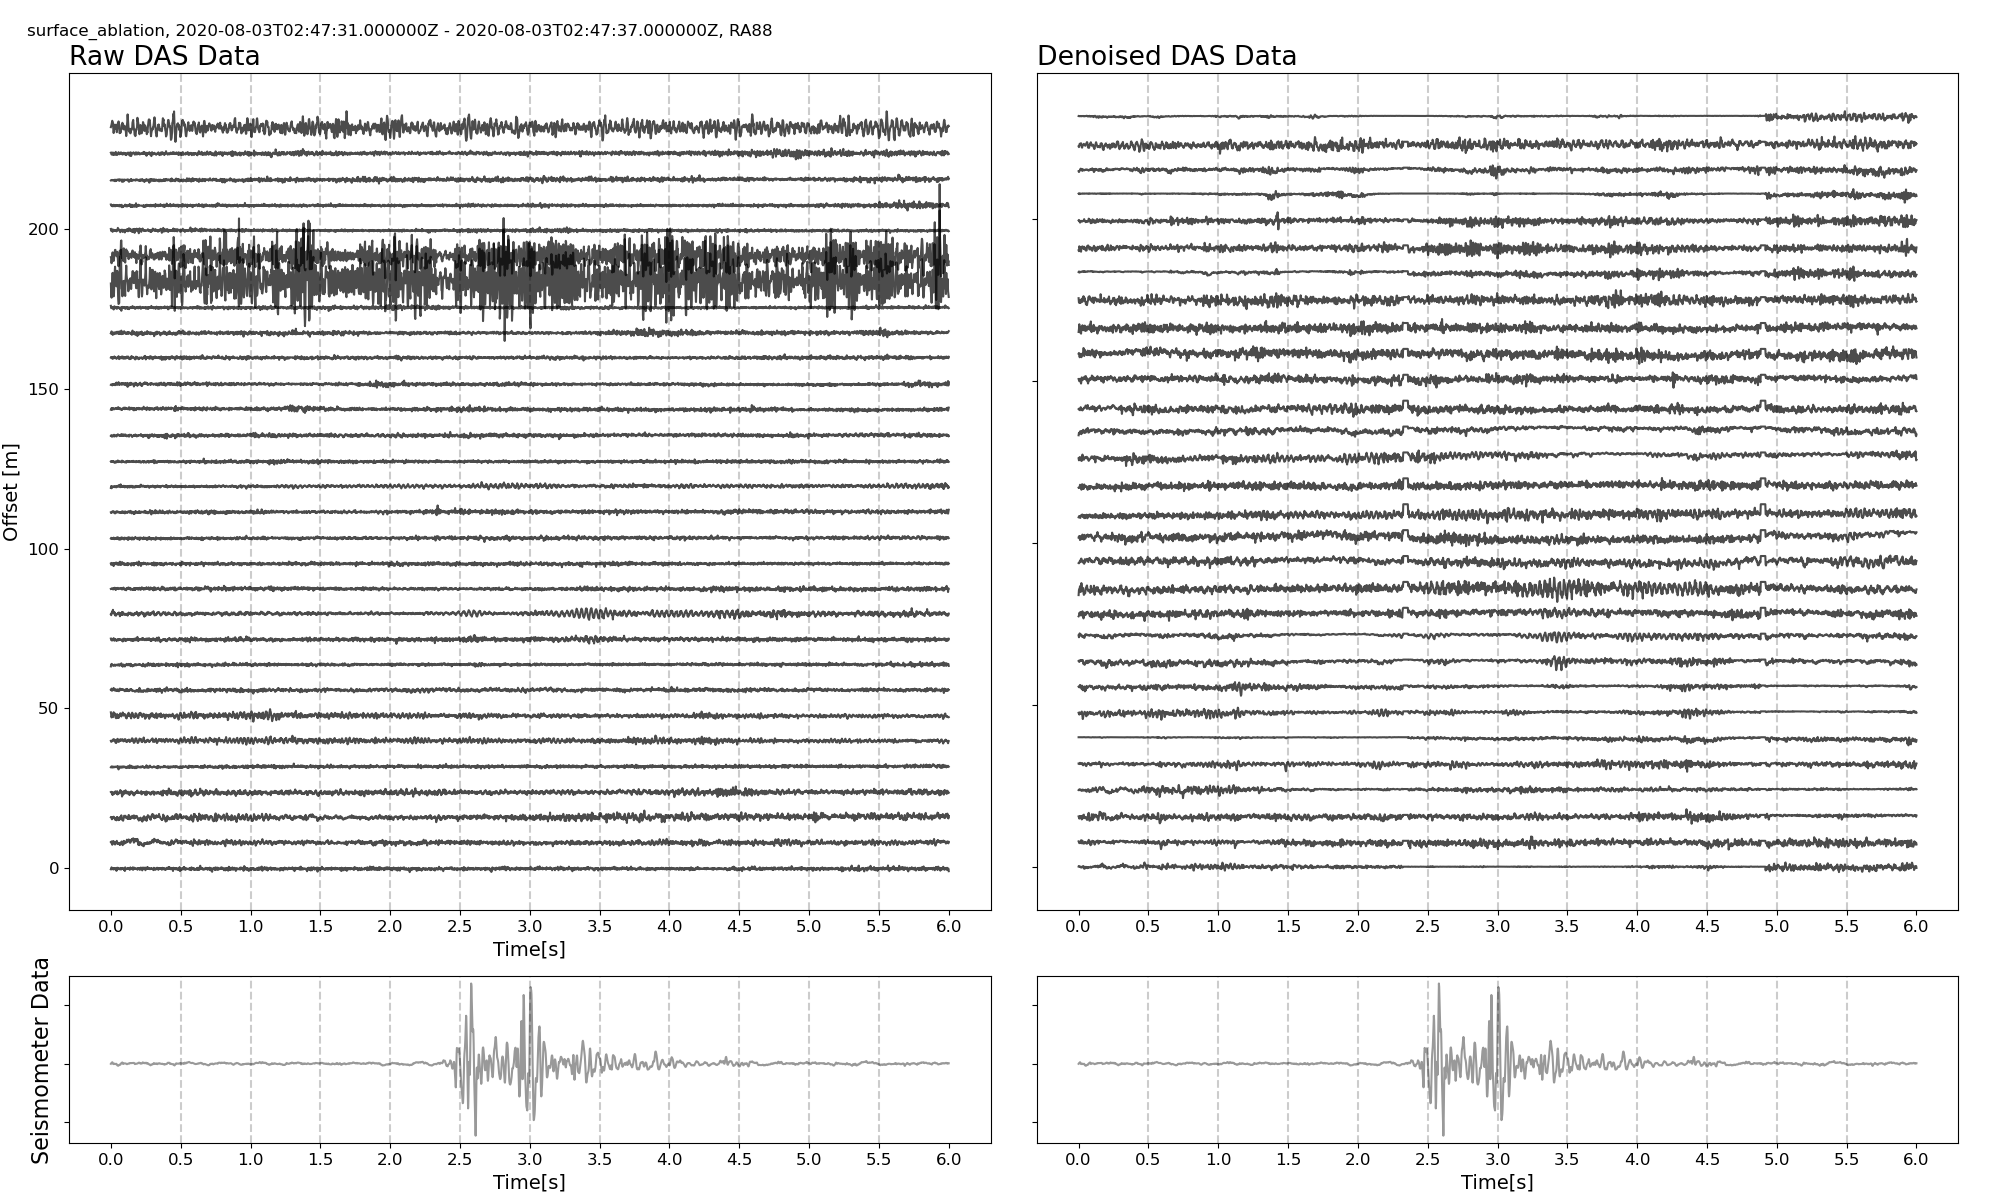 surface_ablation, 2020-08-03T02:47:31.000000Z - 2020-08-03T02:47:37.000000Z, RA88
Raw DAS Data
Denoised DAS Data
Offset [m]
200
150
100
50
0
0.0 0.5 1.0 1.5 2.0 2.5 3.0 3.5 4.0 4.5 5.0 5.5 6.0
Time[s]
0.0 0.5 1.0 1.5 2.0 2.5 3.0 3.5 4.0 4.5 5.0 5.5 6.0
Seismometer Data
0.0 0.5 1.0 1.5 2.0 2.5 3.0 3.5 4.0 4.5 5.0 5.5 6.0
Time[s]
0.0 0.5 1.0 1.5 2.0 2.5 3.0 3.5 4.0 4.5 5.0 5.5 6.0
Time[s]